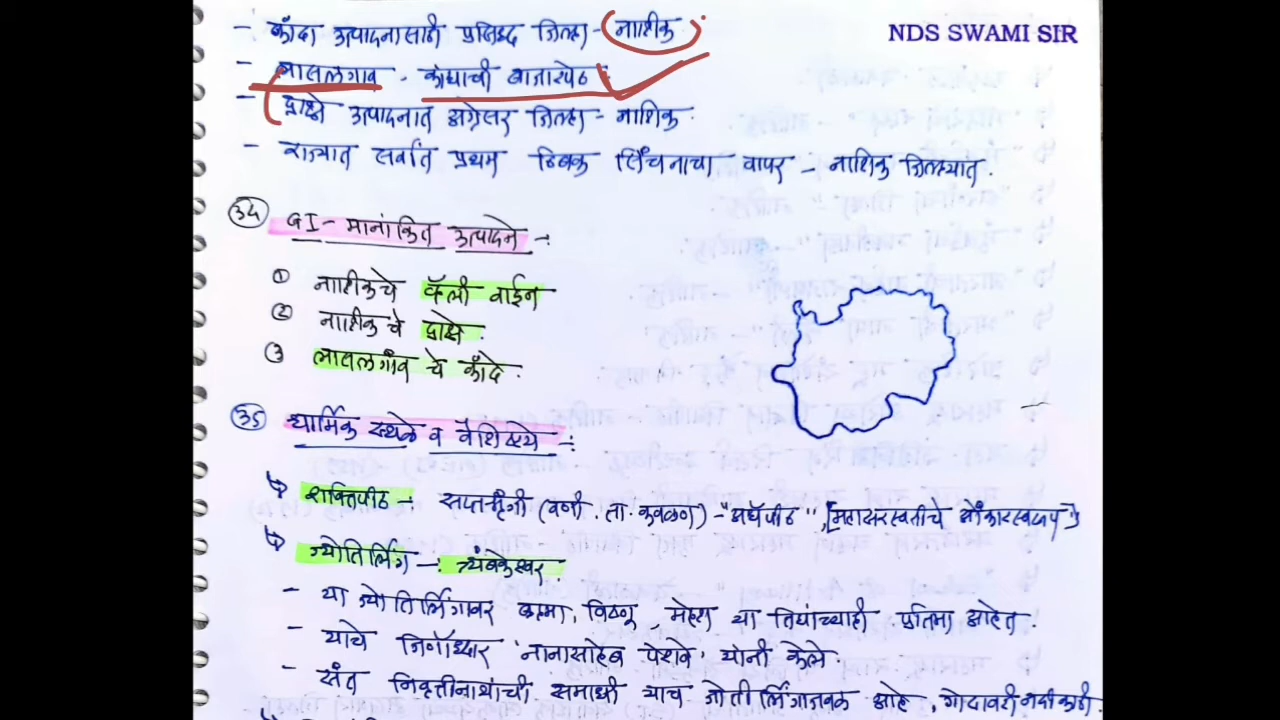 - कांदा उत्पादनासाठी प्रसिद्ध जिल्हा - नाशिक
NDS SWAMI SIR
- लासलगाव - कांद्याची बाजारपेठ
- द्राक्षे उत्पादनात अग्रेसर जिल्हा - नाशिक
- राज्यात सर्वात प्रथम ठिबक सिंचनाचा वापर - नाशिक जिल्ह्यात.
34 GI - मानांकित उत्पादने -:
① नाशिकचे व्हॅली वाईन
② नाशिक चे द्राक्षे
③ लासलगाव चे कांदे
35 धार्मिक स्थळे व वैशिष्ट्ये -:
↳ शक्तिपीठ - सप्तशृंगी (वणी. ता. कळवण) - "अर्धपीठ", [महासरस्वतीचे ओंकारस्वरूप]
↳ ज्योतिर्लिंग -: त्र्यंबकेश्वर.
- या ज्योतिर्लिंगावर ब्रम्हा, विष्णू, महेश या तिघांच्याही प्रतिमा आहेत
- याचे जिर्णोध्दार 'नानासाहेब पेशवे' यांनी केले.
- संत निवृत्तीनाथांची समाधी याच ज्योतीर्लिंगाजवळ आहे. गोदावरी नदीकाठी.